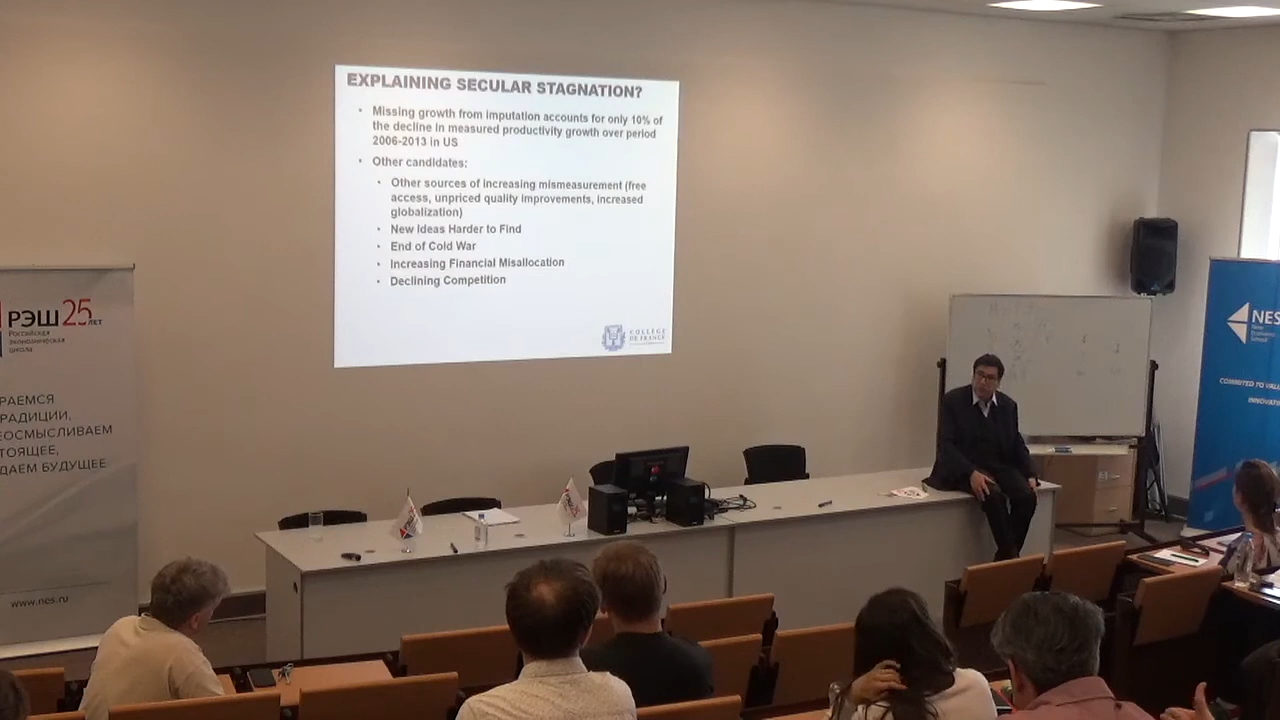 EXPLAINING SECULAR STAGNATION?
• Missing growth from imputation accounts for only 10% of
the decline in measured productivity growth over period
2006-2013 in US
• Other candidates:
• Other sources of increasing mismeasurement (free
access, unpriced quality improvements, increased
globalization)
• New Ideas Harder to Find
• End of Cold War
• Increasing Financial Misallocation
• Declining Competition
COLLÈGE
DE FRANCE
РЭШ 25 ЛЕТ
Российская
экономическая
школа
РАЕМСЯ
РАДИЦИИ,
ЕОСМЫСЛИВАЕМ
ТОЯЩЕЕ,
ДАЕМ БУДУЩЕЕ
www.nes.ru
NES
New
Economic
School
COMMITTED TO VALU
INNOVATI